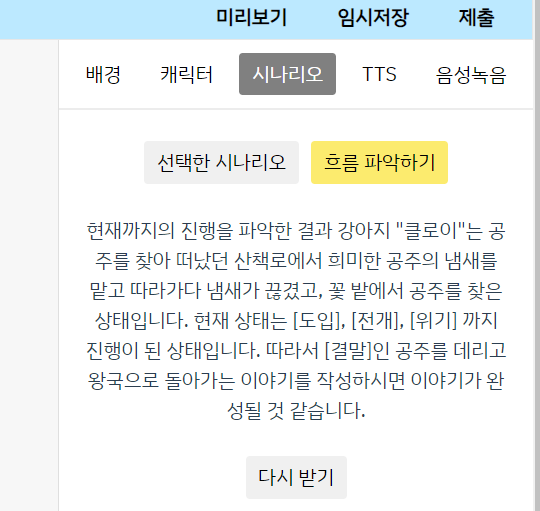 미리보기 임시저장 제출
배경 캐릭터 시나리오 TTS 음성녹음
선택한 시나리오 흐름 파악하기
현재까지의 진행을 파악한 결과 강아지 "클로이"는 공
주를 찾아 떠났던 산책로에서 희미한 공주의 냄새를
맡고 따라가다 냄새가 끊겼고, 꽃 밭에서 공주를 찾은
상태입니다. 현재 상태는 [도입], [전개], [위기] 까지
진행이 된 상태입니다. 따라서 [결말]인 공주를 데리고
왕국으로 돌아가는 이야기를 작성하시면 이야기가 완
성될 것 같습니다.
다시 받기